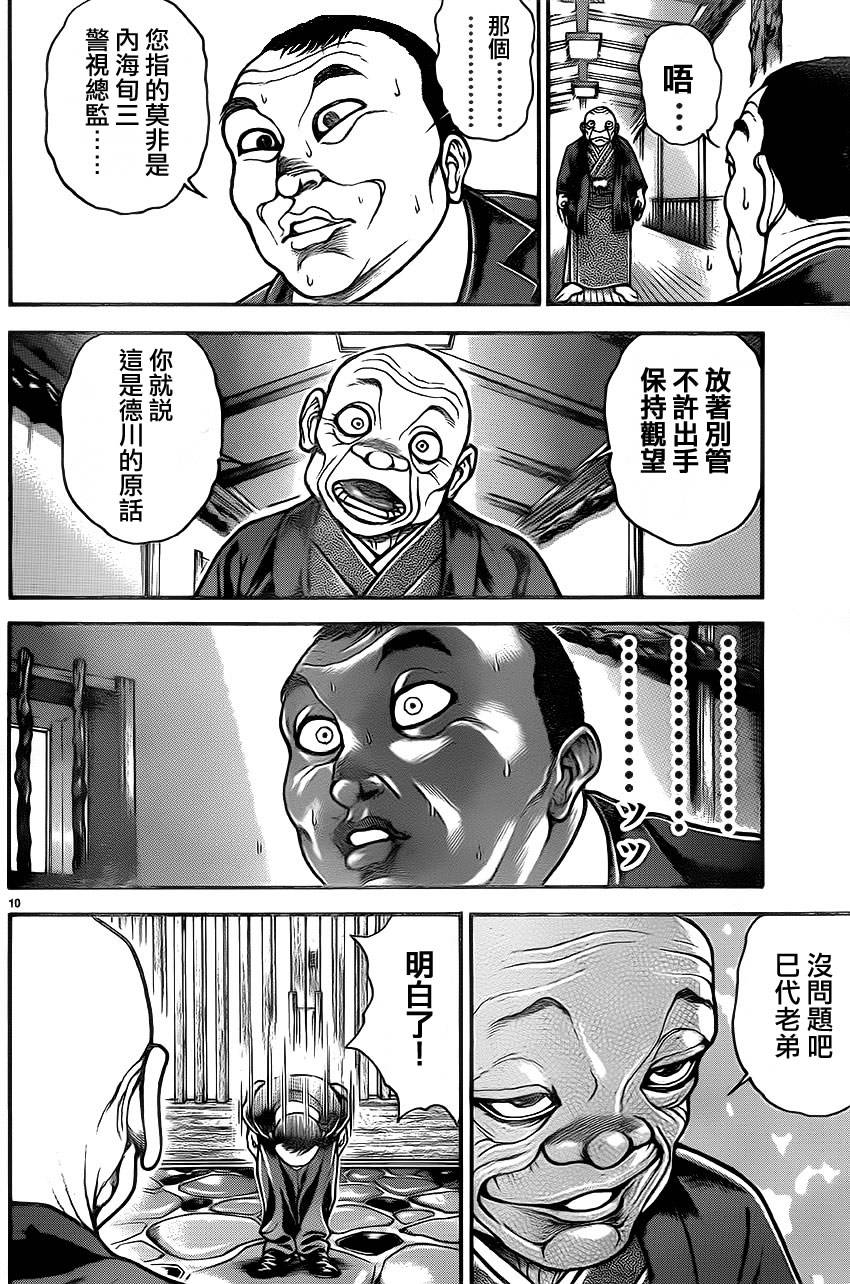 唔…
那個…………
您指的莫非是
內海旬三
警視總監……
放著別管
不許出手
保持觀望
你就説
這是德川的原話
ッッ
10
沒問題吧
巳代老弟
明白了！